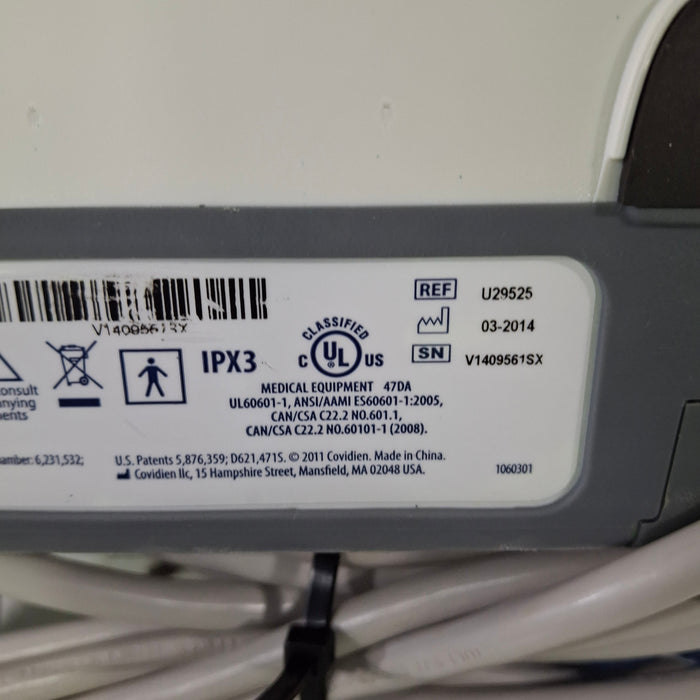 V1409561SX
onsult
nying
ents
IPX3
CLASSIFIED
C UL US
MEDICAL EQUIPMENT 47DA
UL60601-1, ANSI/AAMI ES60601-1:2005,
CAN/CSA C22.2 NO.601.1,
CAN/CSA C22.2 NO.60101-1 (2008).
REF U29525
03-2014
SN V1409561SX
amber: 6,231,532;
U.S. Patents 5,876,359; D621,471S. © 2011 Covidien. Made in China.
Covidien llc, 15 Hampshire Street, Mansfield, MA 02048 USA.
1060301